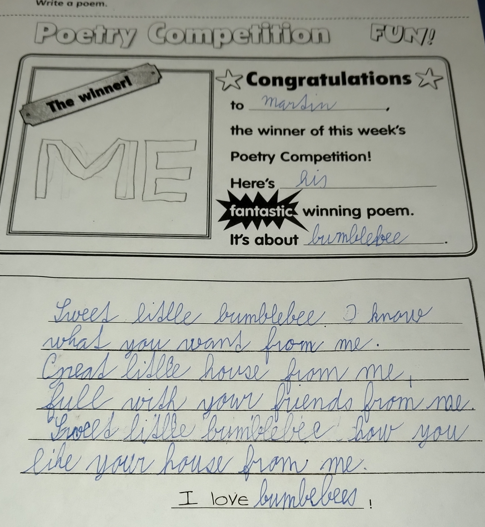 Write a poem.
Poetry Competition FUN!
The winner!
ME
Congratulations
to martin,
the winner of this week's
Poetry Competition!
Here's his
fantastic winning poem.
It's about bumblebee.
Sweet little bumblebee I know
what you want from me.
Great little house from me,
full with your friends from me.
Sweet little bumblebee how you
like your house from me.
I love bumbebees!